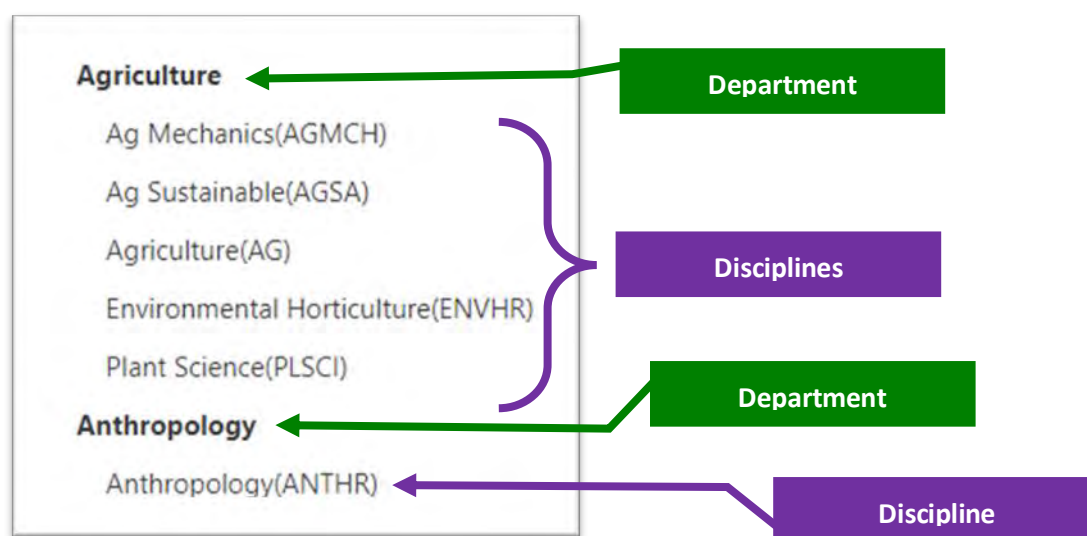 Agriculture
Department
Ag Mechanics(AGMCH)
Ag Sustainable(AGSA)
Agriculture(AG)
Disciplines
Environmental Horticulture(ENVHR)
Plant Science(PLSCI)
Department
Anthropology
Anthropology(ANTHR)
Discipline